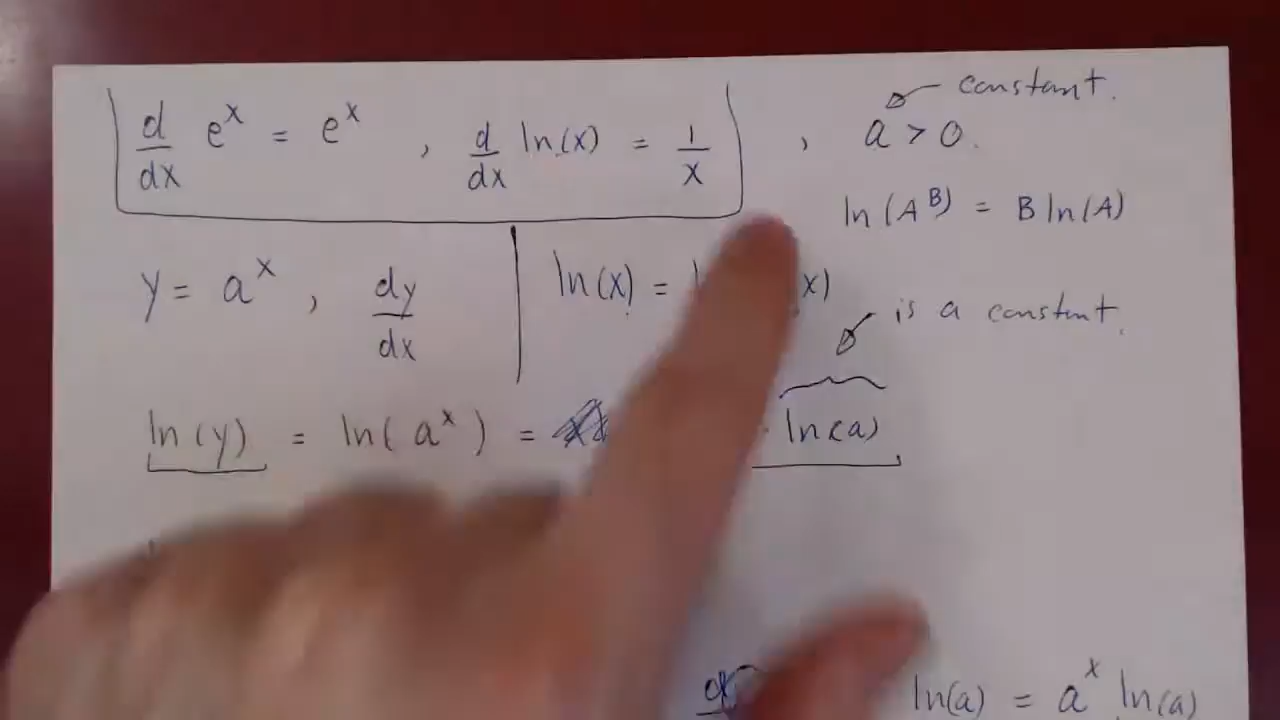 d/dx e^x = e^x , d/dx ln(x) = 1/x , a > 0.
constant.
ln(A^B) = B ln(A)
y = a^x , dy/dx
ln(x) = x)
is a constant.
ln(y) = ln(a^x) = ln(a)
ln(a) = a^x ln(a)